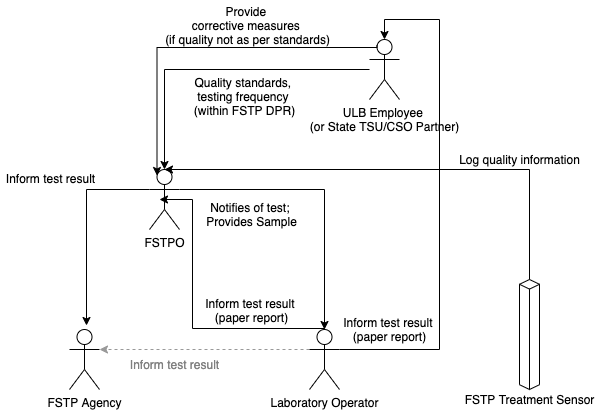 Provide
corrective measures
(if quality not as per standards)
Quality standards,
testing frequency
(within FSTP DPR)
ULB Employee
(or State TSU/CSO Partner)
Log quality information
Inform test result
Notifies of test;
Provides Sample
FSTPO
Inform test result
(paper report)
Inform test result
(paper report)
Inform test result
FSTP Agency
Laboratory Operator
FSTP Treatment Sensor